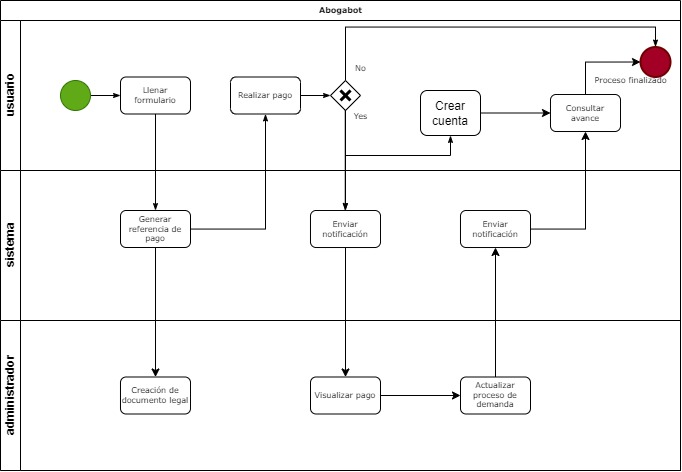 Abogabot
usuario
Llenar
formulario
Realizar pago
No
Yes
Crear
cuenta
Consultar
avance
Proceso finalizado
sistema
Generar
referencia de
pago
Enviar
notificación
Enviar
notificación
administrador
Creación de
documento legal
Visualizar pago
Actualizar
proceso de
demanda